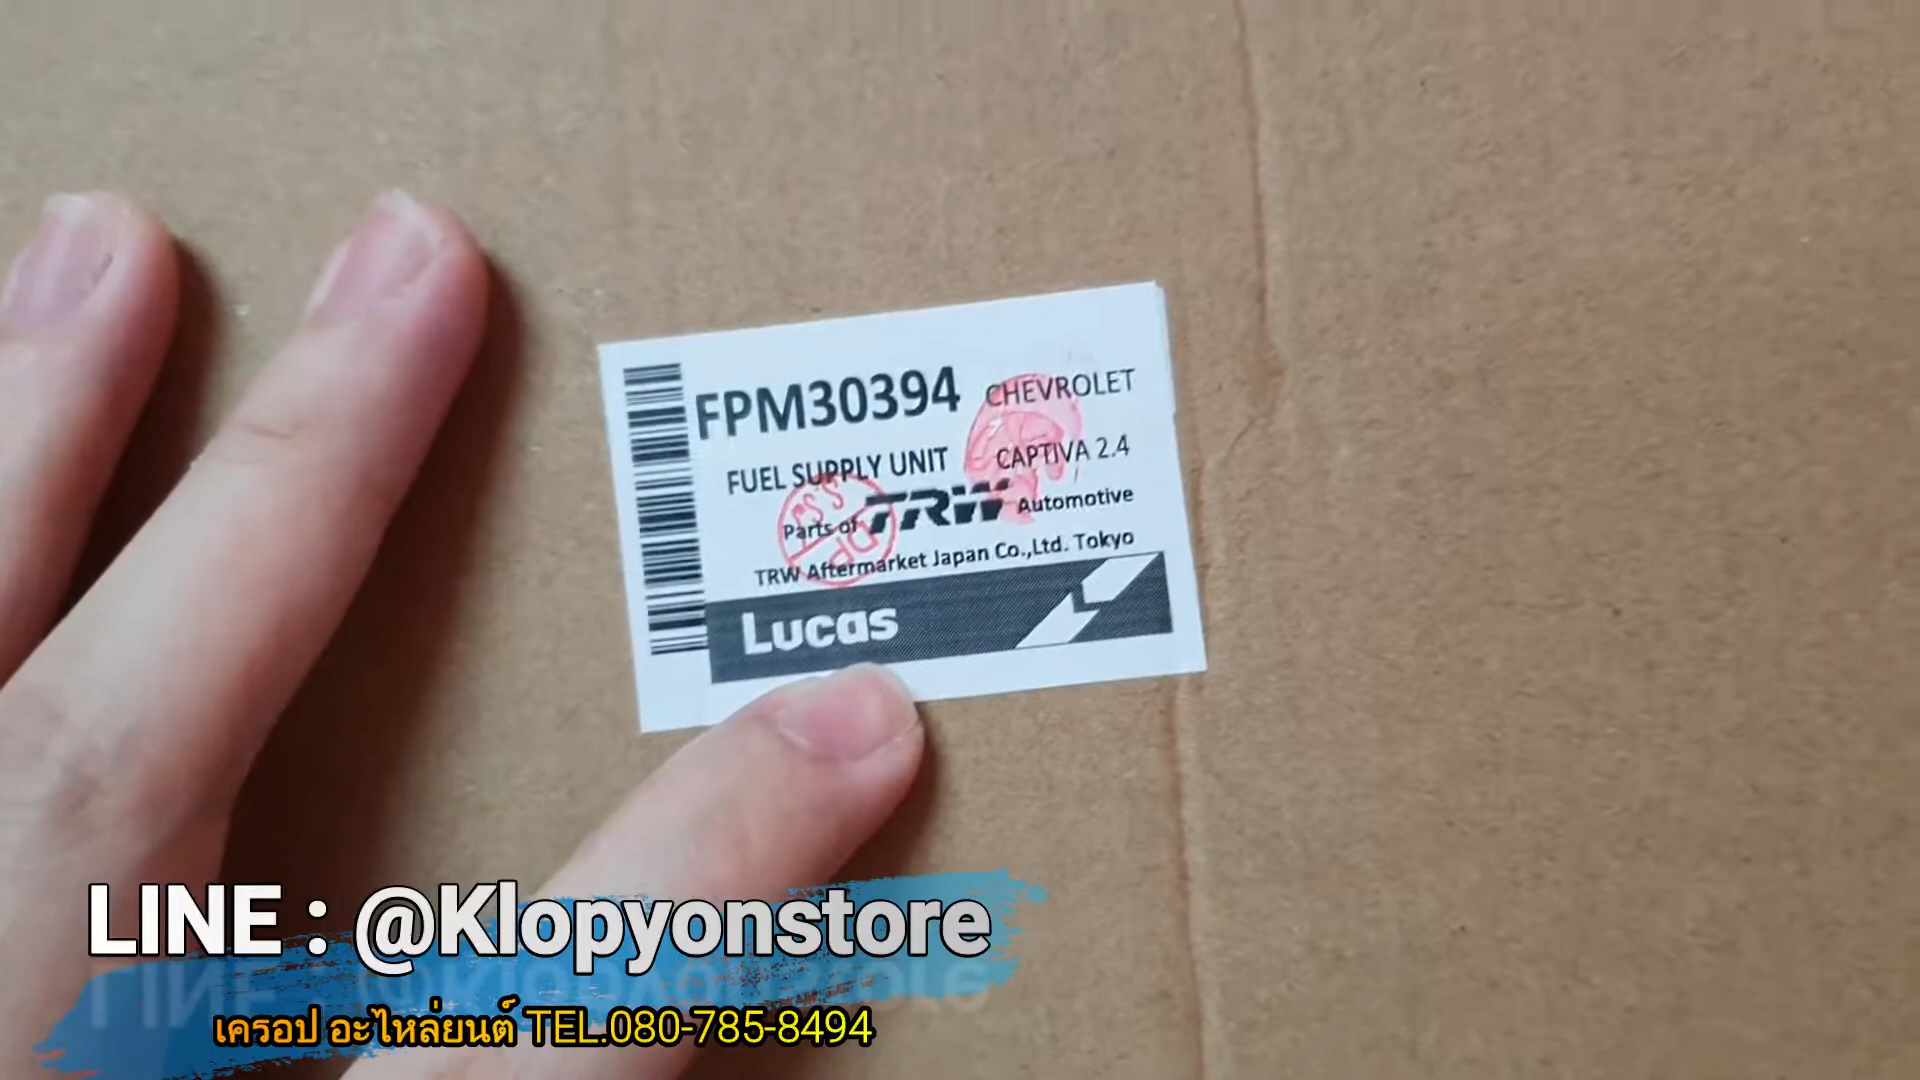 FPM30394 CHEVROLET
FUEL SUPPLY UNIT CAPTIVA 2.4
Parts of TRW Automotive
TRW Aftermarket Japan Co.,Ltd. Tokyo
Lucas
LINE : @Klopyonstore
เครอป อะไหล่ยนต์ TEL.080-785-8494